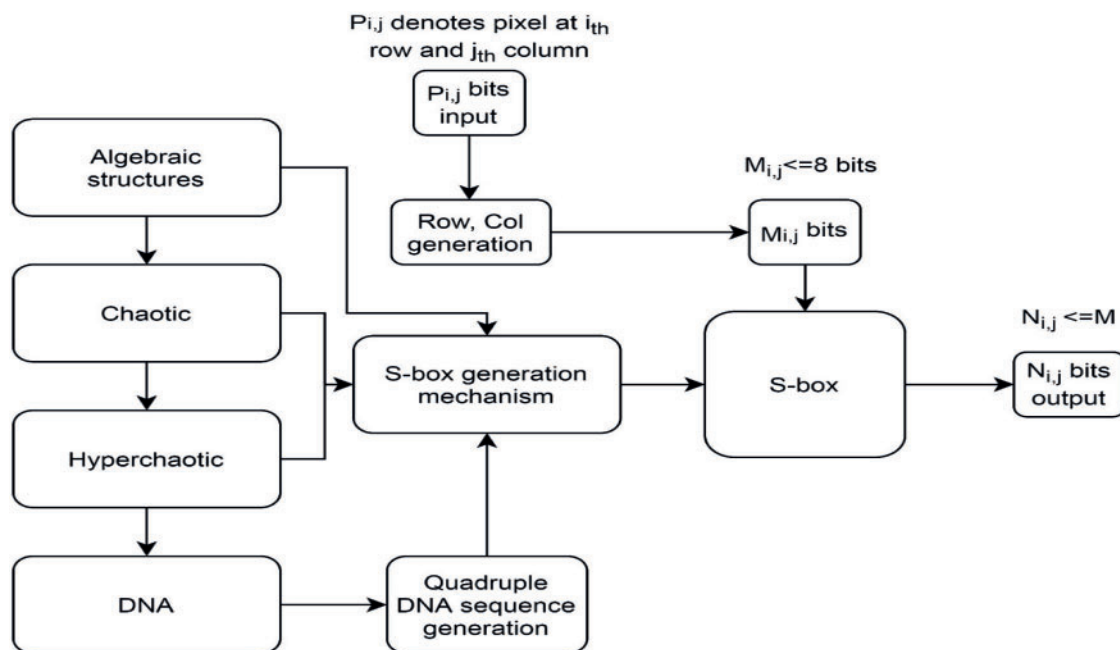 Pi,j denotes pixel at ith
row and jth column
Pi,j bits
input
Algebraic
structures
Row, Col
generation
Mi,j<=8 bits
Mi,j bits
Chaotic
S-box generation
mechanism
S-box
Ni,j <=M
Ni,j bits
output
Hyperchaotic
DNA
Quadruple
DNA sequence
generation